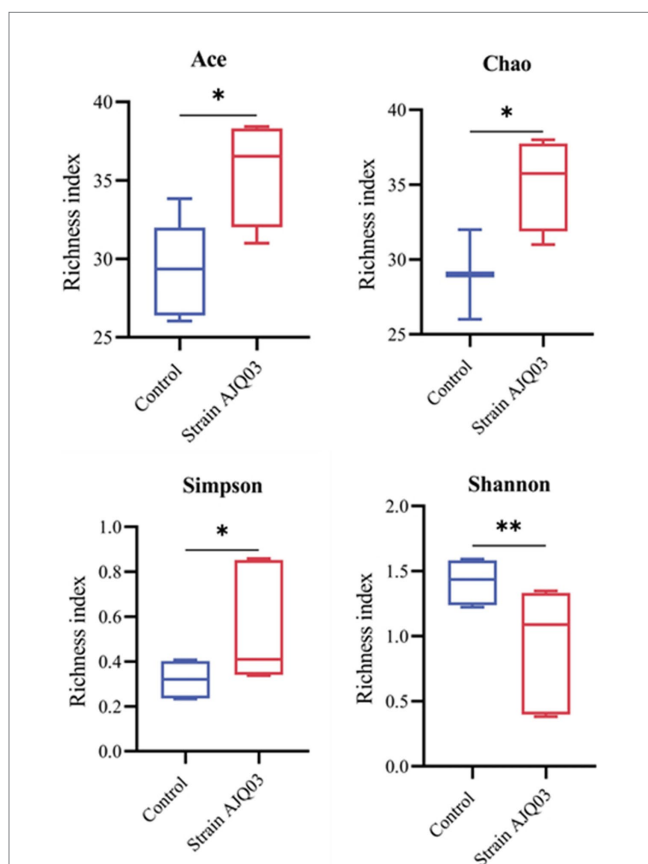 Ace
*
40
35
30
25
Richness index
Control
Strain AJQ03
Chao
*
40
35
30
25
Richness index
Control
Strain AJQ03
Simpson
*
1.0
0.8
0.6
0.4
0.2
0.0
Richness index
Control
Strain AJQ03
Shannon
**
2.0
1.5
1.0
0.5
0.0
Richness index
Control
Strain AJQ03